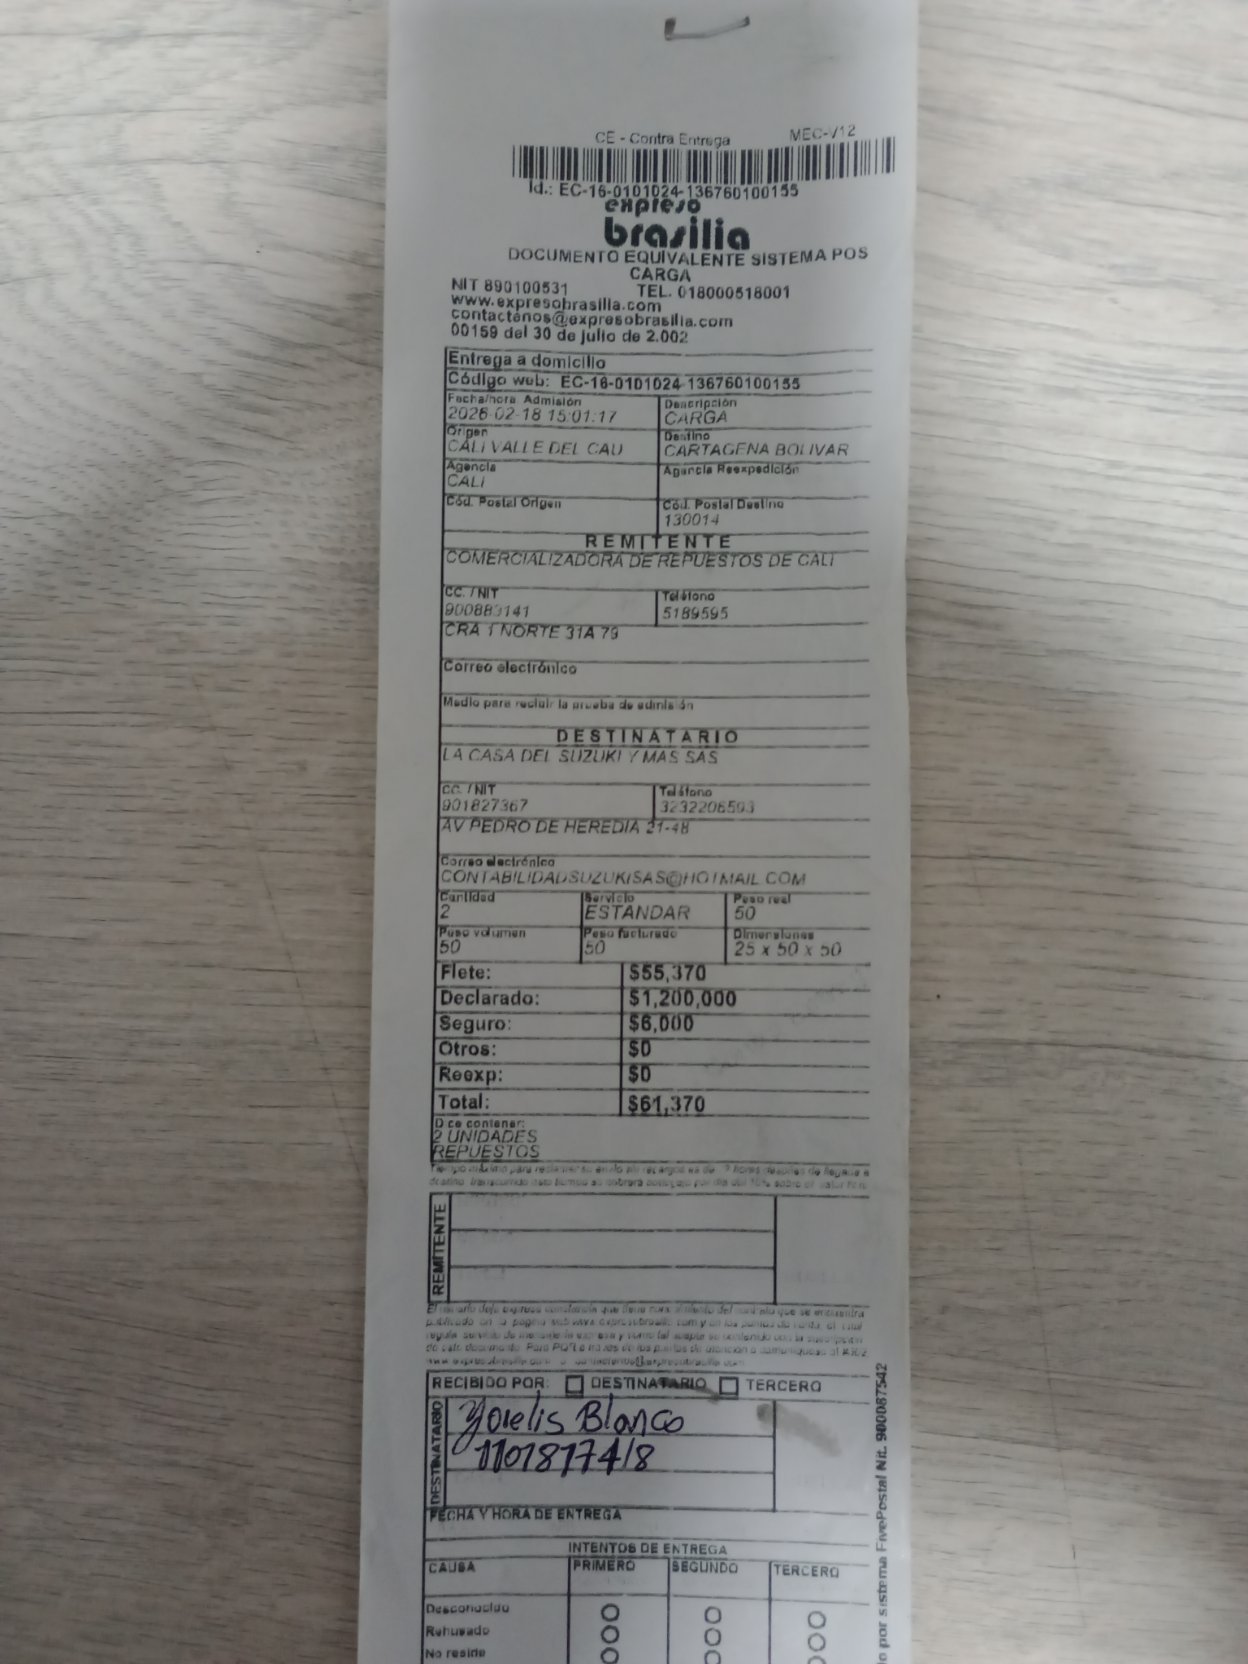 CE - Contra Entrega MEC-V12
Id.: EC-16-0101024-136760100155
expreso
brasilia
DOCUMENTO EQUIVALENTE SISTEMA POS
CARGA
NIT 890100531 TEL. 018000518001
www.expresobrasilia.com
contactenos@expresobrasilia.com
00159 del 30 de julio de 2.002
Entrega a domicilio
Código web: EC-16-0101024-136760100155
Fecha/hora Admisión Descripción
2026-02-18 15:01:17 CARGA
Origen Destino
CALI VALLE DEL CAU CARTAGENA BOLIVAR
Agencia Agencia Reexpedición
CALI
Cód. Postal Origen Cód. Postal Destino
130014
REMITENTE
COMERCIALIZADORA DE REPUESTOS DE CALI
CC. / NIT Teléfono
5189595
CRA 1 NORTE 31A 79
Correo electrónico
Medio para recibir la prueba de admisión
DESTINATARIO
LA CASA DEL SUZUKI Y MAS SAS
CC. / NIT Teléfono
901827367 3232206593
AV PEDRO DE HEREDIA 21-48
Correo electrónico
CONTABILIDADSUZUKISAS@HOTMAIL.COM
Cantidad Servicio Peso real
2 ESTANDAR 50
Peso volumen Peso facturado Dimensiones
50 50 25 x 50 x 50
Flete: $55,370
Declarado: $1,200,000
Seguro: $6,000
Otros: $0
Reexp: $0
Total: $61,370
Dice contener:
2 UNIDADES
REPUESTOS
REMITENTE
RECIBIDO POR: DESTINATARIO TERCERO
DESTINATARIO
Yorelis Blanco
1101817418
FECHA Y HORA DE ENTREGA
INTENTOS DE ENTREGA
CAUSA PRIMERO SEGUNDO TERCERO
Desconocido
Rehusado
No reside
o por sistema FivePostal Nit. 900087542